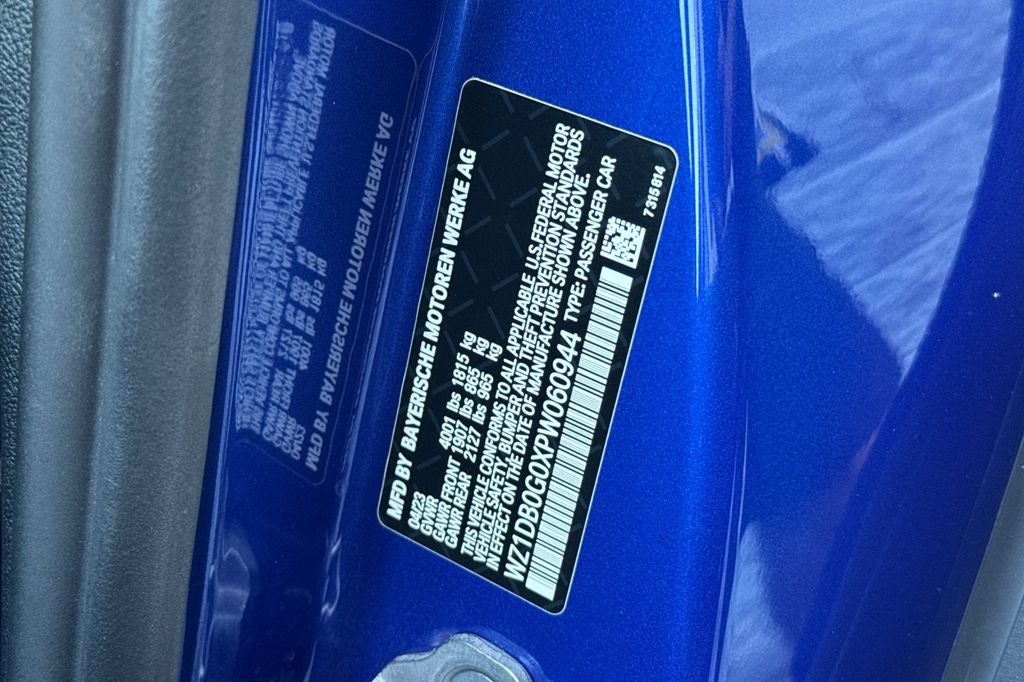 MFD BY BAYERISCHE MOTOREN WERKE AG
04/23
GVWR 4001 lbs 1815 kg
GAWR FRONT 1907 lbs 865 kg
GAWR REAR 2127 lbs 965 kg
THIS VEHICLE CONFORMS TO ALL APPLICABLE U.S. FEDERAL MOTOR
VEHICLE SAFETY, BUMPER AND THEFT PREVENTION STANDARDS
IN EFFECT ON THE DATE OF MANUFACTURE SHOWN ABOVE.
WZ1DB0G0XPW060944 TYPE: PASSENGER CAR
7 315 814